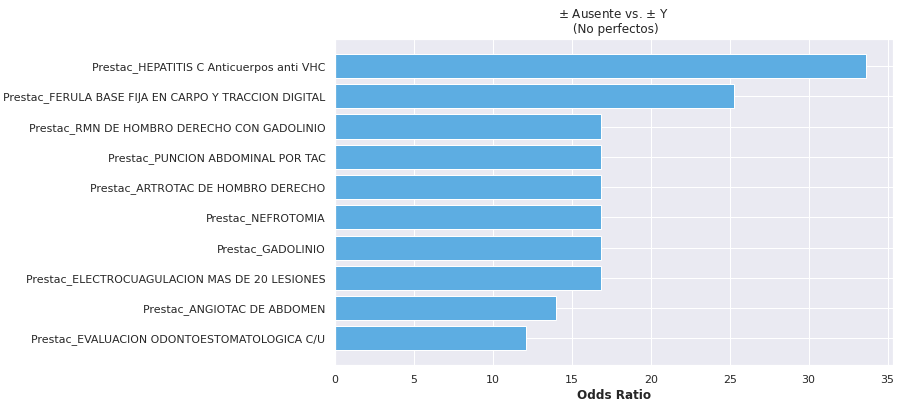 ± Ausente vs. ± Y
(No perfectos)
Prestac_HEPATITIS C Anticuerpos anti VHC
Prestac_FERULA BASE FIJA EN CARPO Y TRACCION DIGITAL
Prestac_RMN DE HOMBRO DERECHO CON GADOLINIO
Prestac_PUNCION ABDOMINAL POR TAC
Prestac_ARTROTAC DE HOMBRO DERECHO
Prestac_NEFROTOMIA
Prestac_GADOLINIO
Prestac_ELECTROCUAGULACION MAS DE 20 LESIONES
Prestac_ANGIOTAC DE ABDOMEN
Prestac_EVALUACION ODONTOESTOMATOLOGICA C/U
0 5 10 15 20 25 30 35
Odds Ratio